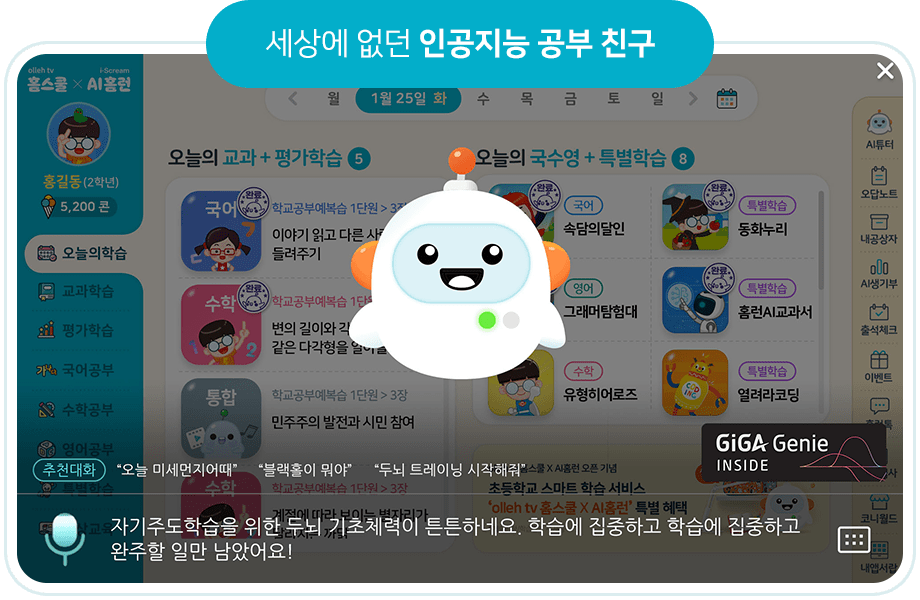 세상에 없던 인공지능 공부 친구
olleh tv i-Scream
홈스쿨 × AI홈런
홍길동(2학년)
5,200 콘
오늘의학습
교과학습
평가학습
국어공부
수학공부
영어공부
특별학습
월 1월 25일 화 수 목 금 토 일
오늘의 교과 + 평가학습 5
국어
완료
학교공부예복습 1단원 > 3장
이야기 읽고 다른 사
들려주기
수학
완료
학교공부예복습 1단
변의 길이와 각
같은 다각형을
통합
학교공부예복습 1단원 > 3장
민주주의 발전과 시민 참여
수학
학교공부예복습 1단원 > 3장
계절에 따라 보이는 별자리가
오늘의 국수영 + 특별학습 8
완료
국어
속담의달인
완료
특별학습
동화누리
영어
그래머탐험대
완료
특별학습
홈런AI교과서
수학
유형히어로즈
특별학습
열려라코딩
홈스쿨 X AI홈런 오픈 기념
초등학교 스마트 학습 서비스
'olleh tv 홈스쿨 X AI홈런' 특별 혜택
AI튜터
오답노트
내공상자
AI생기부
출석체크
이벤트
코니월드
내앱서랍
GiGA Genie
INSIDE
추천대화 “오늘 미세먼지어때” “블랙홀이 뭐야” “두뇌 트레이닝 시작해줘”
자기주도학습을 위한 두뇌 기초체력이 튼튼하네요. 학습에 집중하고 학습에 집중하고
완주할 일만 남았어요!